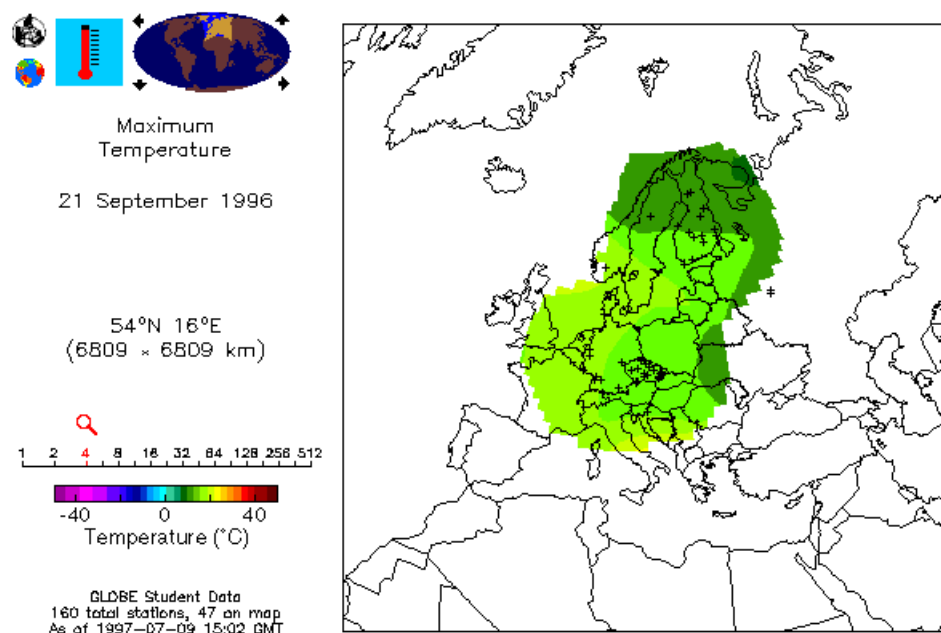 Maximum
Temperature
21 September 1996
54°N 16°E
(6809 × 6809 km)
1 2 4 8 16 32 64 128 256 512
-40 0 40
Temperature (°C)
GLOBE Student Data
160 total stations, 47 on map
As of 1997-07-09 15:02 GMT